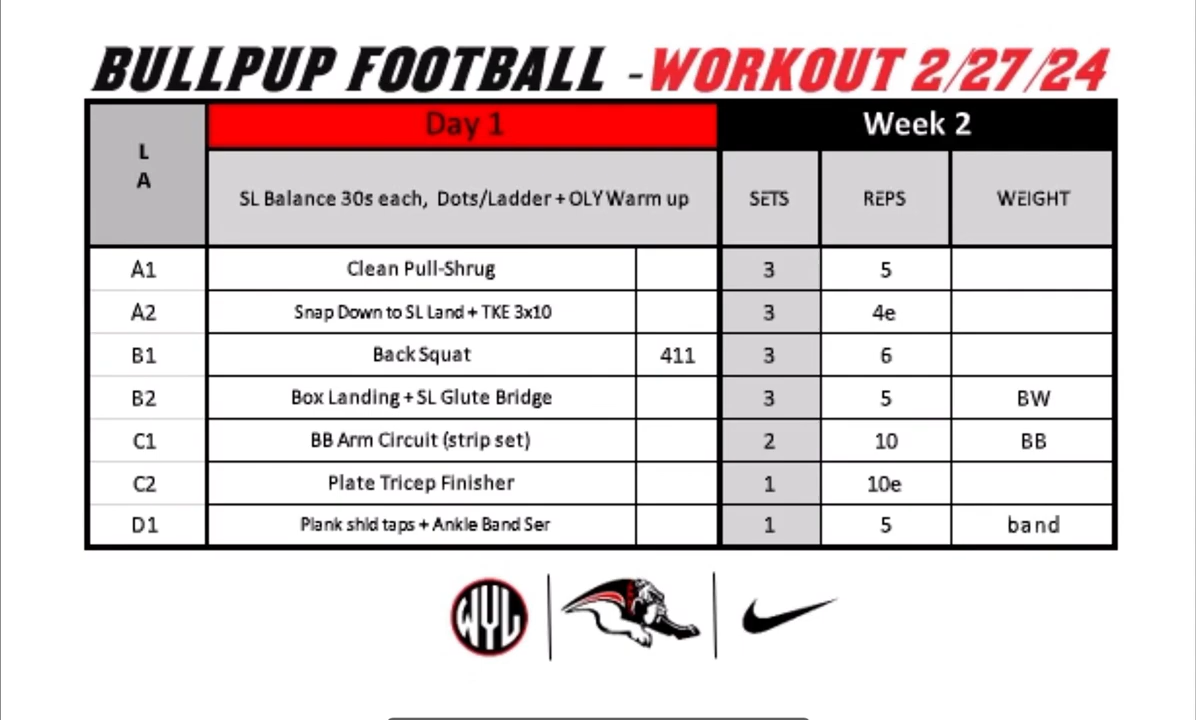 BULLPUP FOOTBALL -WORKOUT 2/27/24
L
A
Day 1
Week 2
SL Balance 30s each, Dots/Ladder + OLY Warm up
SETS
REPS
WEIGHT
A1 Clean Pull-Shrug 3 5
A2 Snap Down to SL Land + TKE 3x10 3 4e
B1 Back Squat 411 3 6
B2 Box Landing + SL Glute Bridge 3 5 BW
C1 BB Arm Circuit (strip set) 2 10 BB
C2 Plate Tricep Finisher 1 10e
D1 Plank shld taps + Ankle Band Ser 1 5 band
WYL